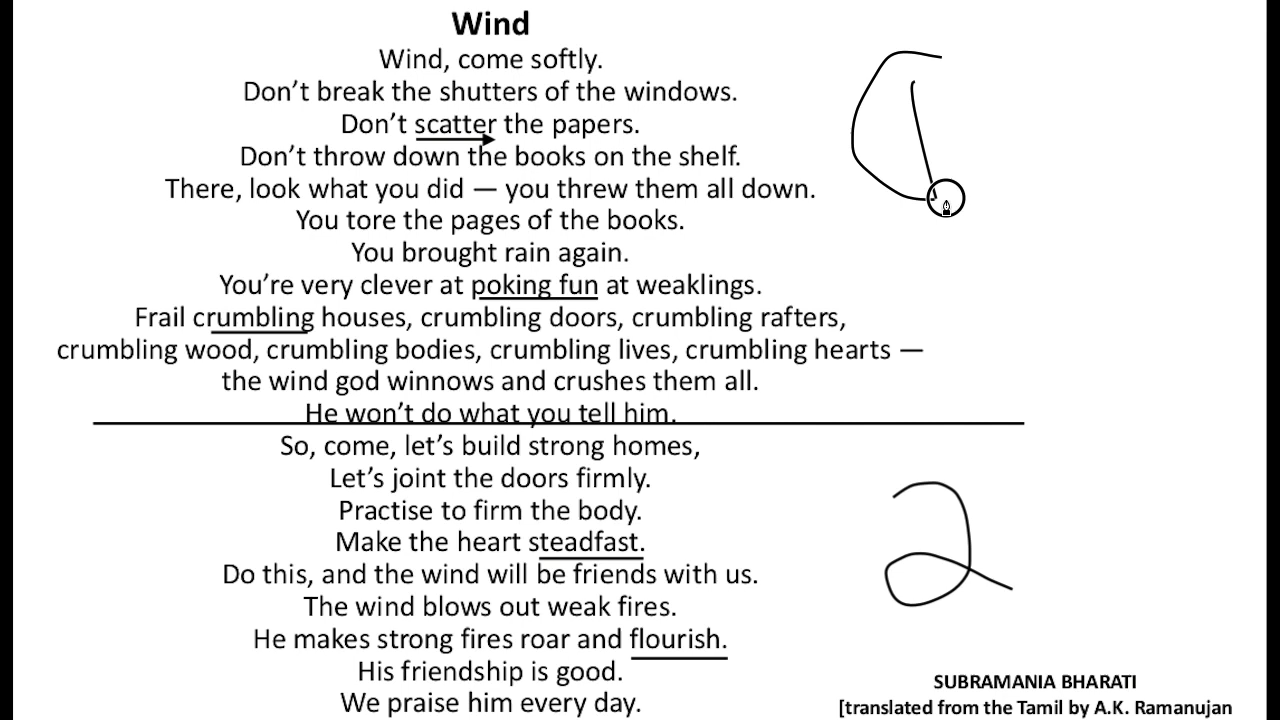 Wind
Wind, come softly.
Don’t break the shutters of the windows.
Don’t scatter the papers.
Don’t throw down the books on the shelf.
There, look what you did — you threw them all down.
You tore the pages of the books.
You brought rain again.
You’re very clever at poking fun at weaklings.
Frail crumbling houses, crumbling doors, crumbling rafters,
crumbling wood, crumbling bodies, crumbling lives, crumbling hearts —
the wind god winnows and crushes them all.
He won’t do what you tell him.
So, come, let’s build strong homes,
Let’s joint the doors firmly.
Practise to firm the body.
Make the heart steadfast.
Do this, and the wind will be friends with us.
The wind blows out weak fires.
He makes strong fires roar and flourish.
His friendship is good.
We praise him every day.
1
2
SUBRAMANIA BHARATI
[translated from the Tamil by A.K. Ramanujan